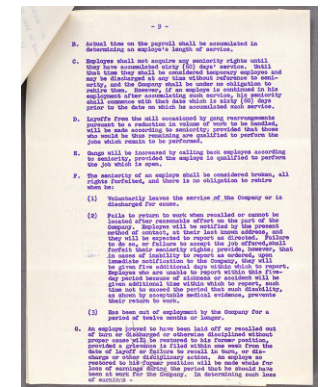 - 9 -
B. Actual time on the payroll shall be accumulated in
determining an employe's length of service.
C. Employes shall not acquire any seniority rights until
they have accumulated sixty (60) days' service. Until
that time they shall be considered temporary employes and
may be discharged at any time without reference to seni-
ority, and the Company shall be under no obligation to
rehire them. However, if an employe is continued in his
employment after accumulating such service, his seniority
shall commence with that date which is sixty (60) days
prior to the date on which he accumulated such service.
D. Layoffs from the mill occasioned by gang rearrangements
pursuant to a reduction in volume of work to be handled,
will be made according to seniority; provided that those
who would be thus remaining are qualified to perform the
jobs which remain to be performed.
E. Gangs will be increased by calling back employes according
to seniority, provided the employe is qualified to perform
the job which is open.
F. The seniority of an employe shall be considered broken, all
rights forfeited, and there is no obligation to rehire
when he:
(1) Voluntarily leaves the service of the Company or is
discharged for cause.
(2) Fails to return to work when recalled or cannot be
located after reasonable effort on the part of the
Company. Employes will be notified by the present
method of contact, at their last known address, and
they will be expected to report as directed. Failure
to do so, or failure to accept the job offered, shall
forfeit their seniority rights; provide, however, that
in cases of inability to report as ordered, upon
immediate notification to the Company, they will
be given five additional days within which to report.
Employes who are unable to report within this five-
day period because of sickness or accident will be
given additional time within which to report, such
time not to exceed the period that such disability,
as shown by acceptable medical evidence, prevents
their return to work.
(3) Has been out of employment by the Company for a
period of twelve months or longer.
G. An employe proved to have been laid off or recalled out
of turn or discharged or otherwise disciplined without
proper cause will be restored to his former position,
provided a grievance is filed within one week from the
date of layoff or failure to recall in turn, or dis-
charge or other disciplinary action. An employe so
restored to his position will be made whole for
loss of earnings during the period that he should have
been at work for the Company. In determining such loss
of earnings -